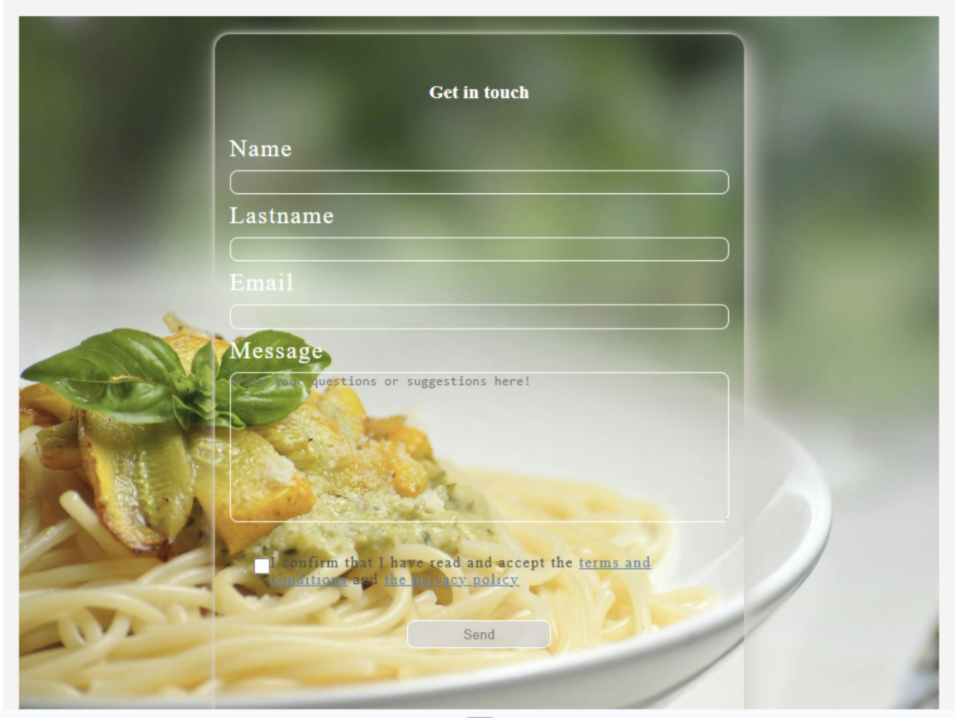 Get in touch
Name
Lastname
Email
Message
your questions or suggestions here!
I confirm that I have read and accept the terms and
conditions and the privacy policy
Send